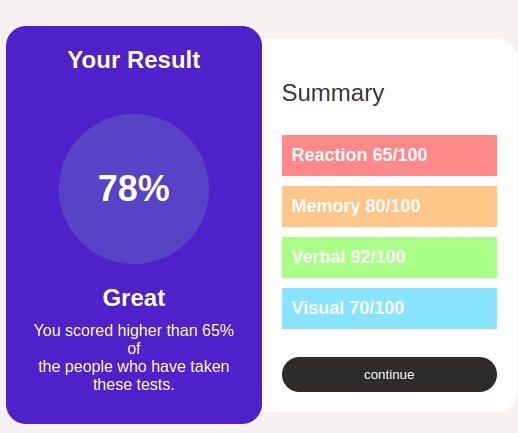 Your Result
78%
Great
You scored higher than 65%
of
the people who have taken
these tests.
Summary
Reaction 65/100
Memory 80/100
Verbal 92/100
Visual 70/100
continue